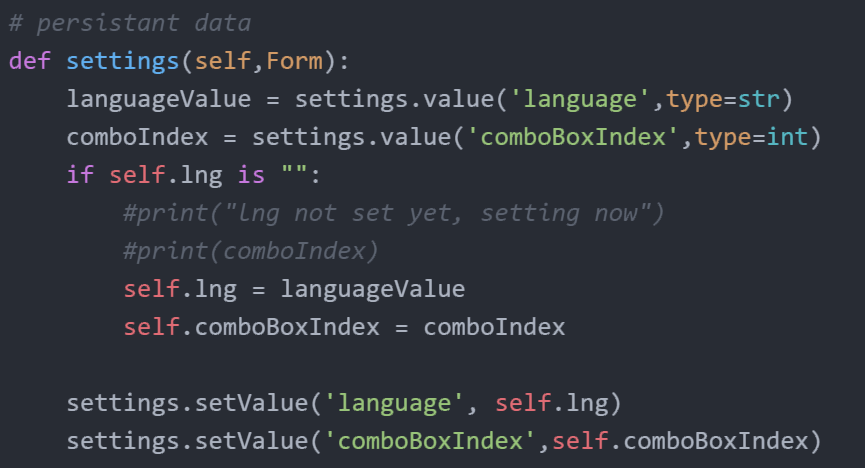 # persistant data
def settings(self,Form):
    languageValue = settings.value('language',type=str)
    comboIndex = settings.value('comboBoxIndex',type=int)
    if self.lng is "":
        #print("lng not set yet, setting now")
        #print(comboIndex)
        self.lng = languageValue
        self.comboBoxIndex = comboIndex

    settings.setValue('language', self.lng)
    settings.setValue('comboBoxIndex',self.comboBoxIndex)